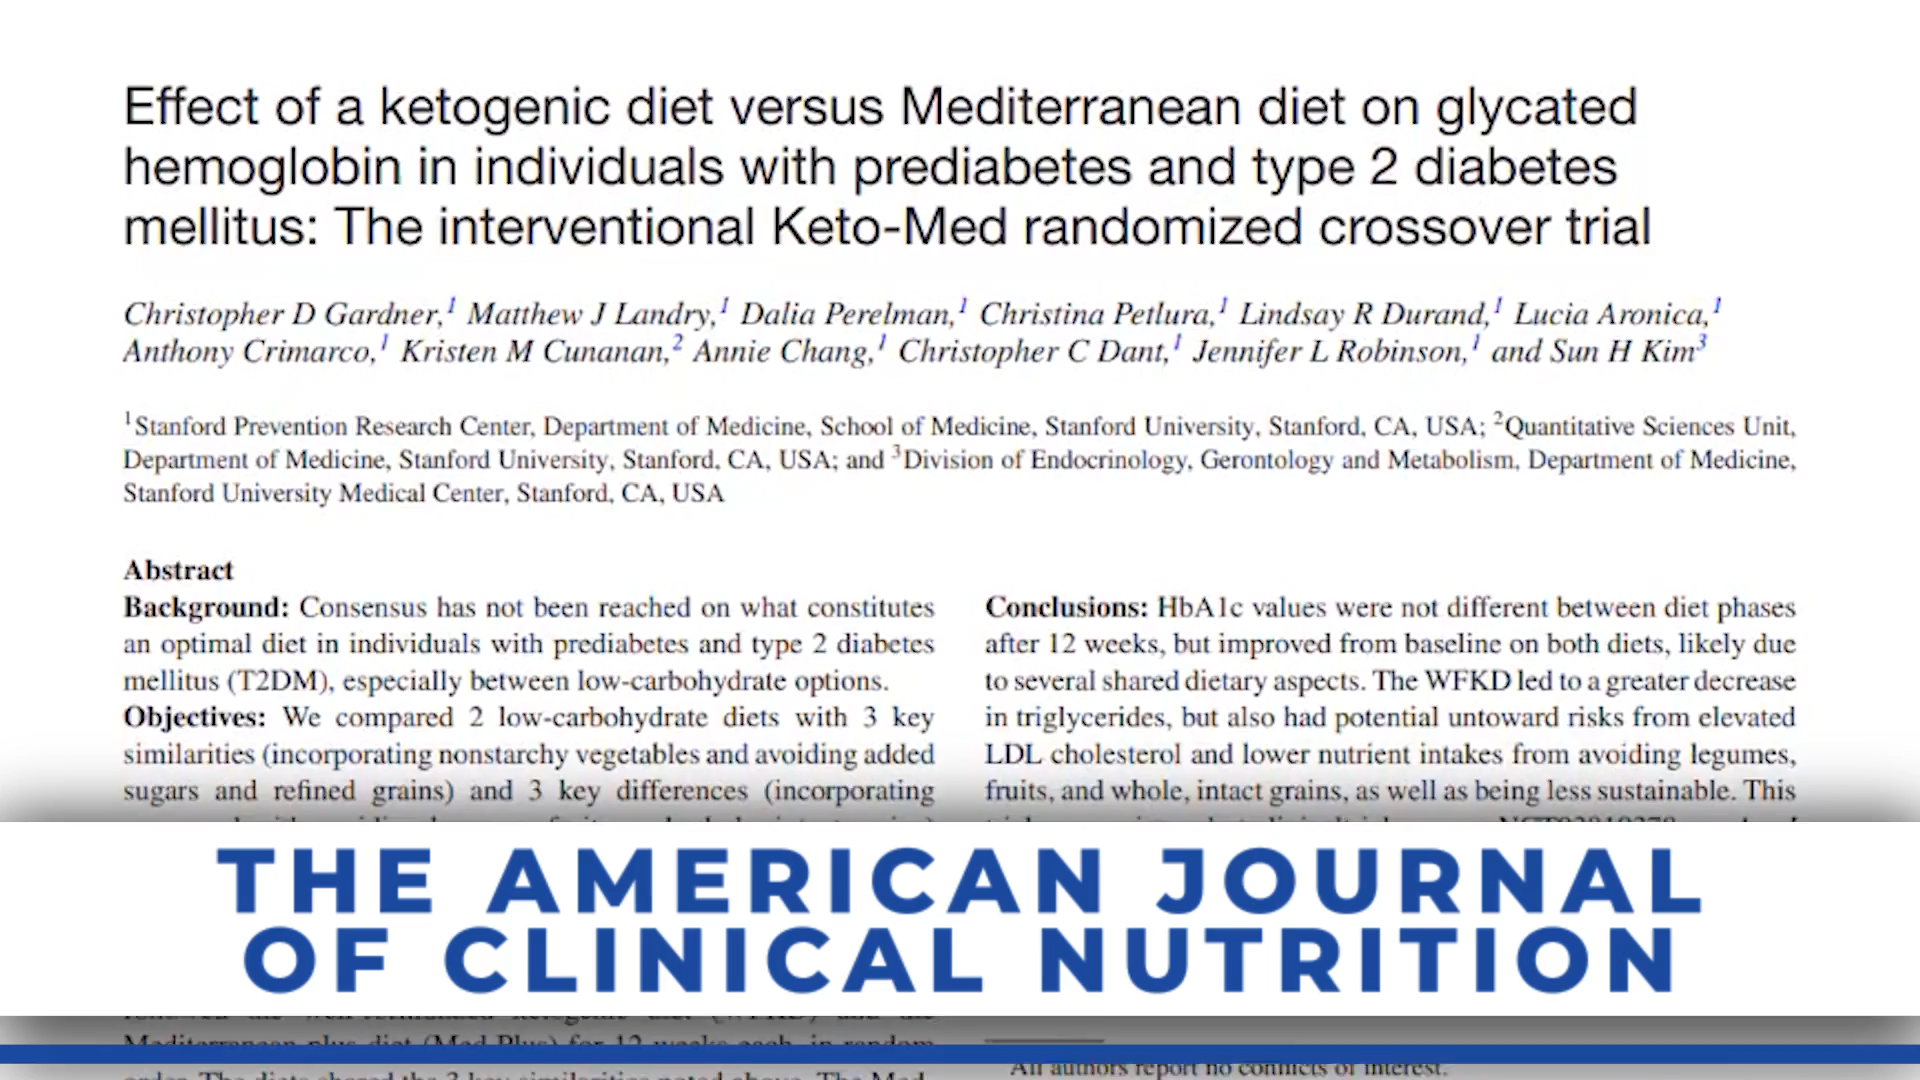 Effect of a ketogenic diet versus Mediterranean diet on glycated
hemoglobin in individuals with prediabetes and type 2 diabetes
mellitus: The interventional Keto-Med randomized crossover trial
Christopher D Gardner,1 Matthew J Landry,1 Dalia Perelman,1 Christina Petlura,1 Lindsay R Durand,1 Lucia Aronica,1
Anthony Crimarco,1 Kristen M Cunanan,2 Annie Chang,1 Christopher C Dant,1 Jennifer L Robinson,1 and Sun H Kim3
1Stanford Prevention Research Center, Department of Medicine, School of Medicine, Stanford University, Stanford, CA, USA; 2Quantitative Sciences Unit,
Department of Medicine, Stanford University, Stanford, CA, USA; and 3Division of Endocrinology, Gerontology and Metabolism, Department of Medicine,
Stanford University Medical Center, Stanford, CA, USA
Abstract
Background: Consensus has not been reached on what constitutes
an optimal diet in individuals with prediabetes and type 2 diabetes
mellitus (T2DM), especially between low-carbohydrate options.
Objectives: We compared 2 low-carbohydrate diets with 3 key
similarities (incorporating nonstarchy vegetables and avoiding added
sugars and refined grains) and 3 key differences (incorporating
Conclusions: HbA1c values were not different between diet phases
after 12 weeks, but improved from baseline on both diets, likely due
to several shared dietary aspects. The WFKD led to a greater decrease
in triglycerides, but also had potential untoward risks from elevated
LDL cholesterol and lower nutrient intakes from avoiding legumes,
fruits, and whole, intact grains, as well as being less sustainable. This
THE AMERICAN JOURNAL
OF CLINICAL NUTRITION
All authors report no conflicts of interest.